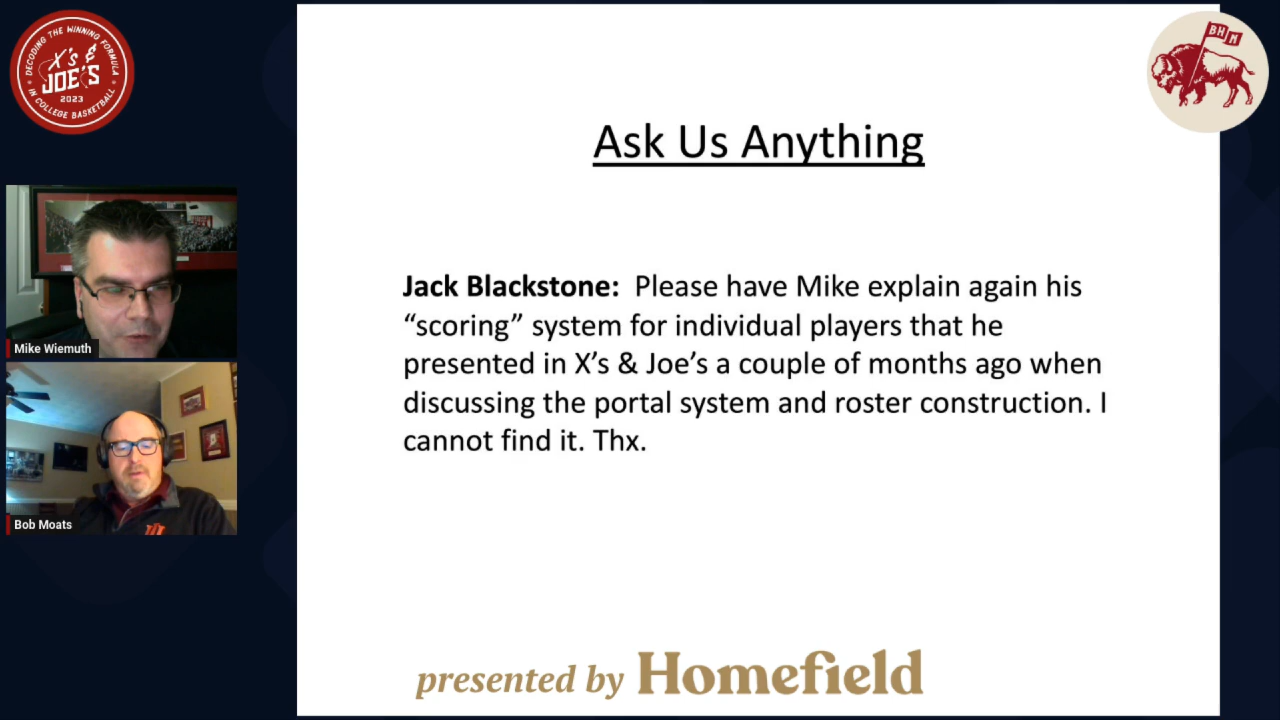 DECODING THE WINNING FORMULA
X's &
JOE'S
2023
IN COLLEGE BASKETBALL
BHM
Ask Us Anything
Jack Blackstone: Please have Mike explain again his
“scoring” system for individual players that he
presented in X’s & Joe’s a couple of months ago when
discussing the portal system and roster construction. I
cannot find it. Thx.
Mike Wiemuth
Bob Moats
presented by Homefield